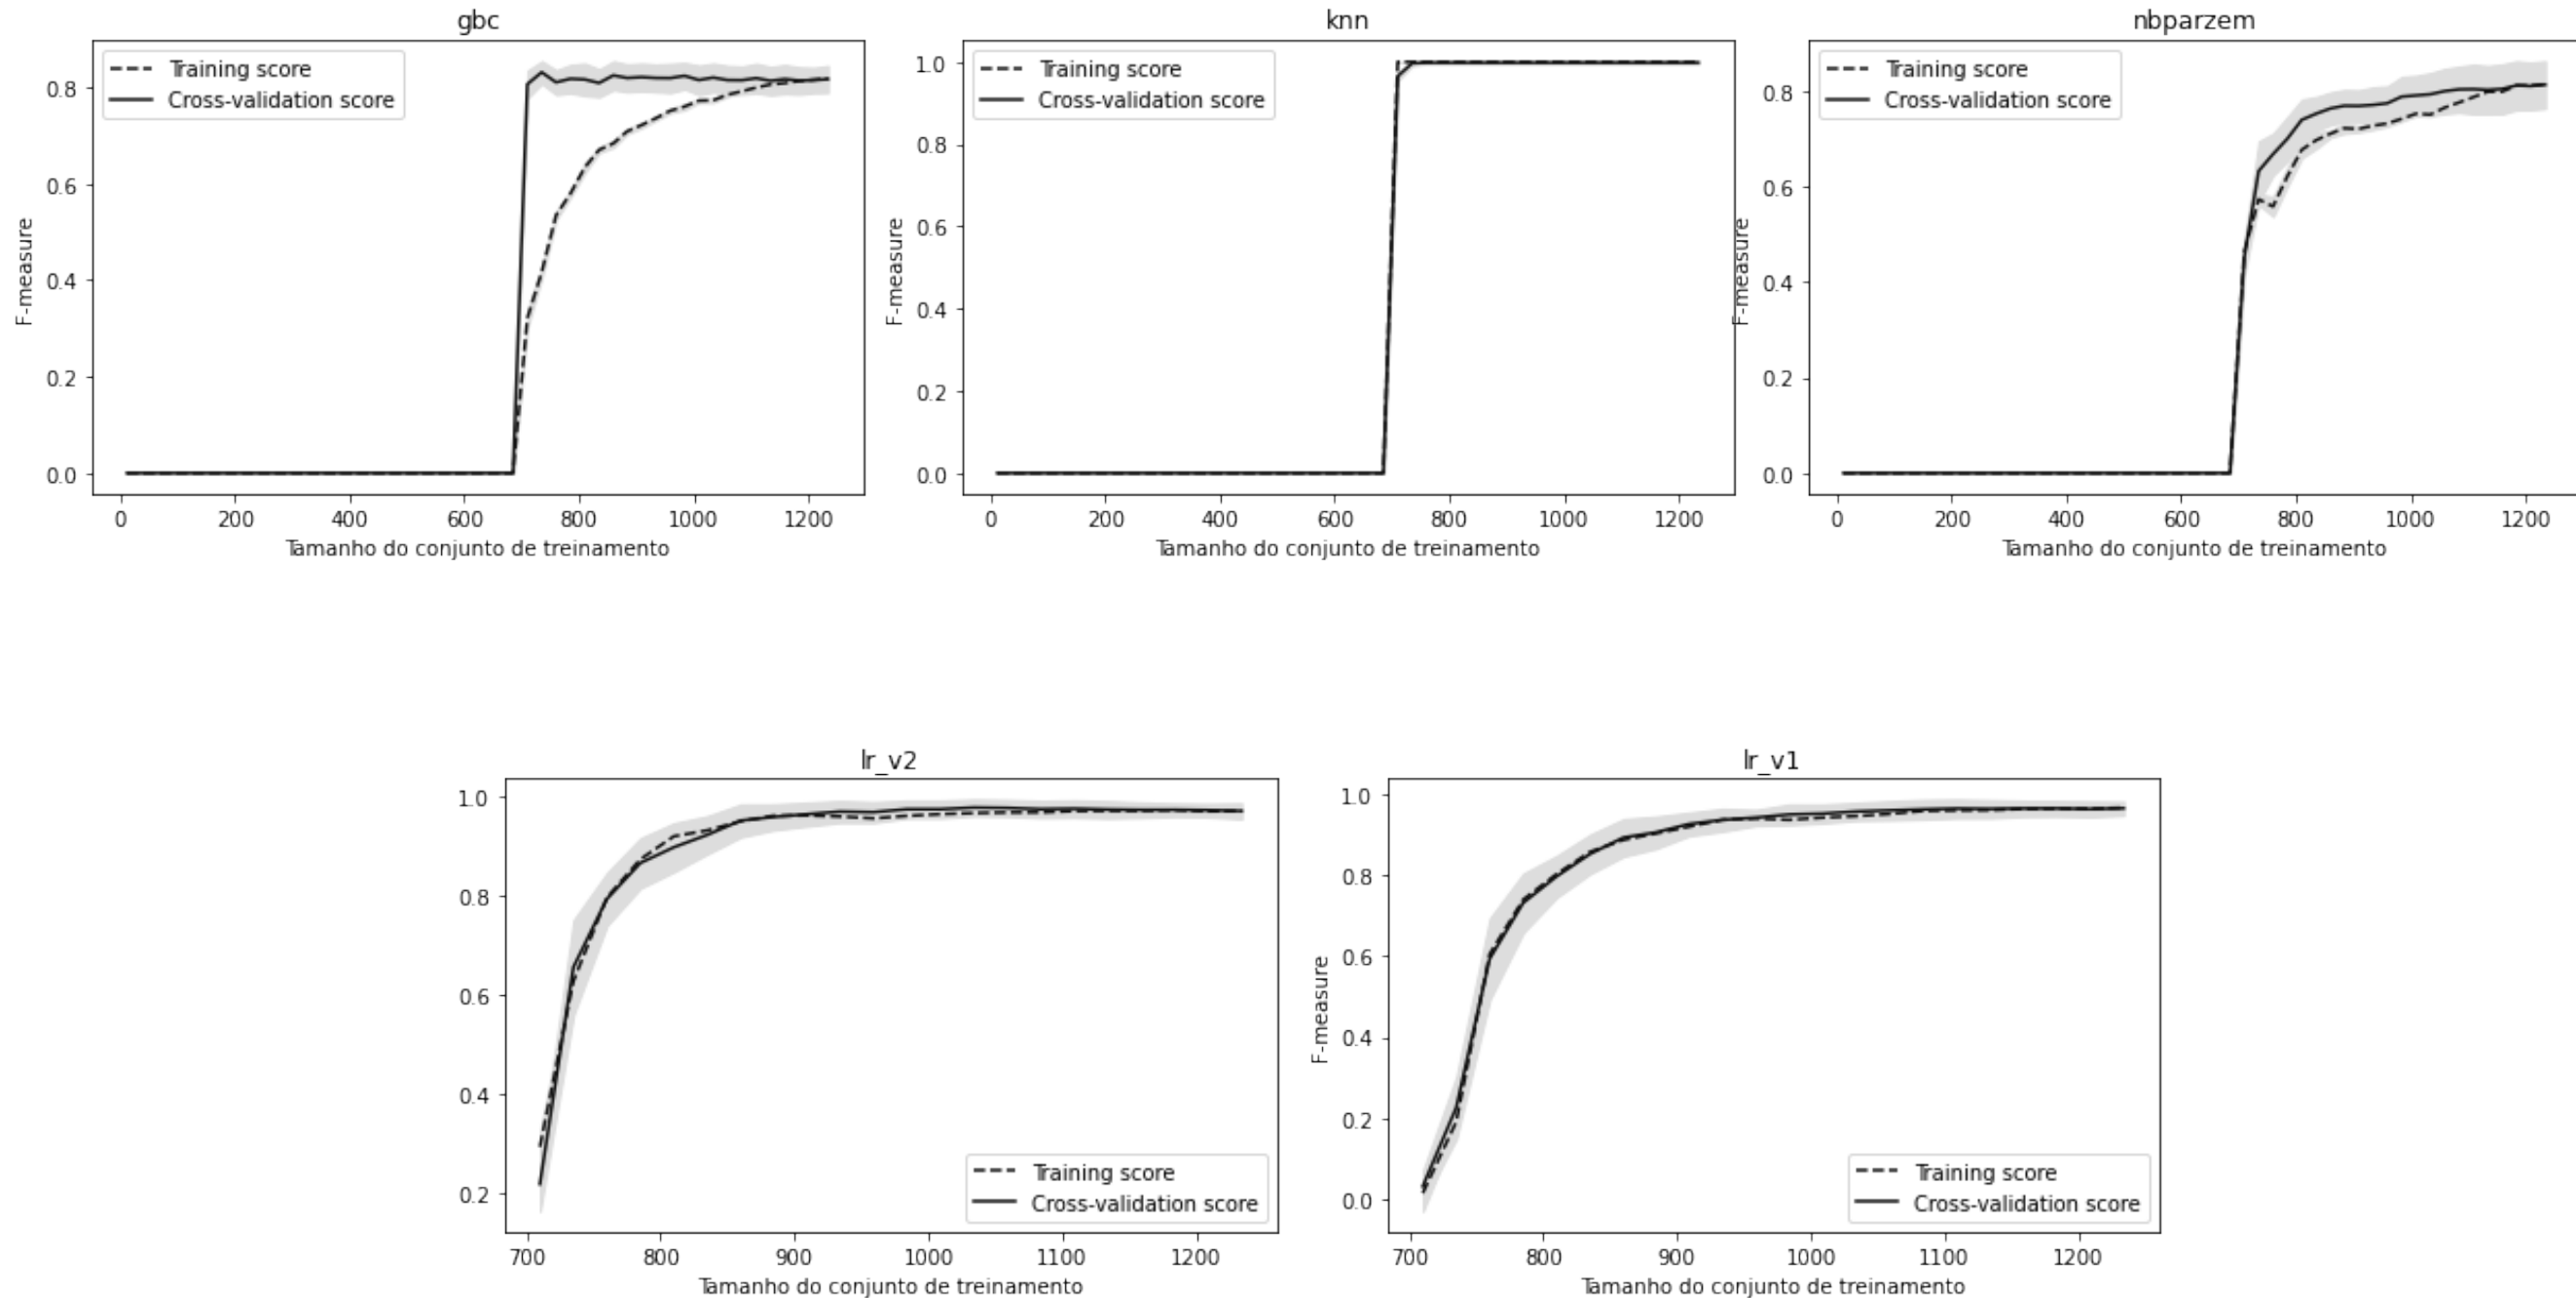 gbc
Training score
Cross-validation score
F-measure
0.8
0.6
0.4
0.2
0.0
0 200 400 600 800 1000 1200
Tamanho do conjunto de treinamento
knn
Training score
Cross-validation score
F-measure
1.0
0.8
0.6
0.4
0.2
0.0
0 200 400 600 800 1000 1200
Tamanho do conjunto de treinamento
nbparzem
Training score
Cross-validation score
F-measure
0.8
0.6
0.4
0.2
0.0
0 200 400 600 800 1000 1200
Tamanho do conjunto de treinamento
lr_v2
1.0
0.8
0.6
0.4
0.2
Training score
Cross-validation score
700 800 900 1000 1100 1200
Tamanho do conjunto de treinamento
lr_v1
F-measure
1.0
0.8
0.6
0.4
0.2
0.0
Training score
Cross-validation score
700 800 900 1000 1100 1200
Tamanho do conjunto de treinamento